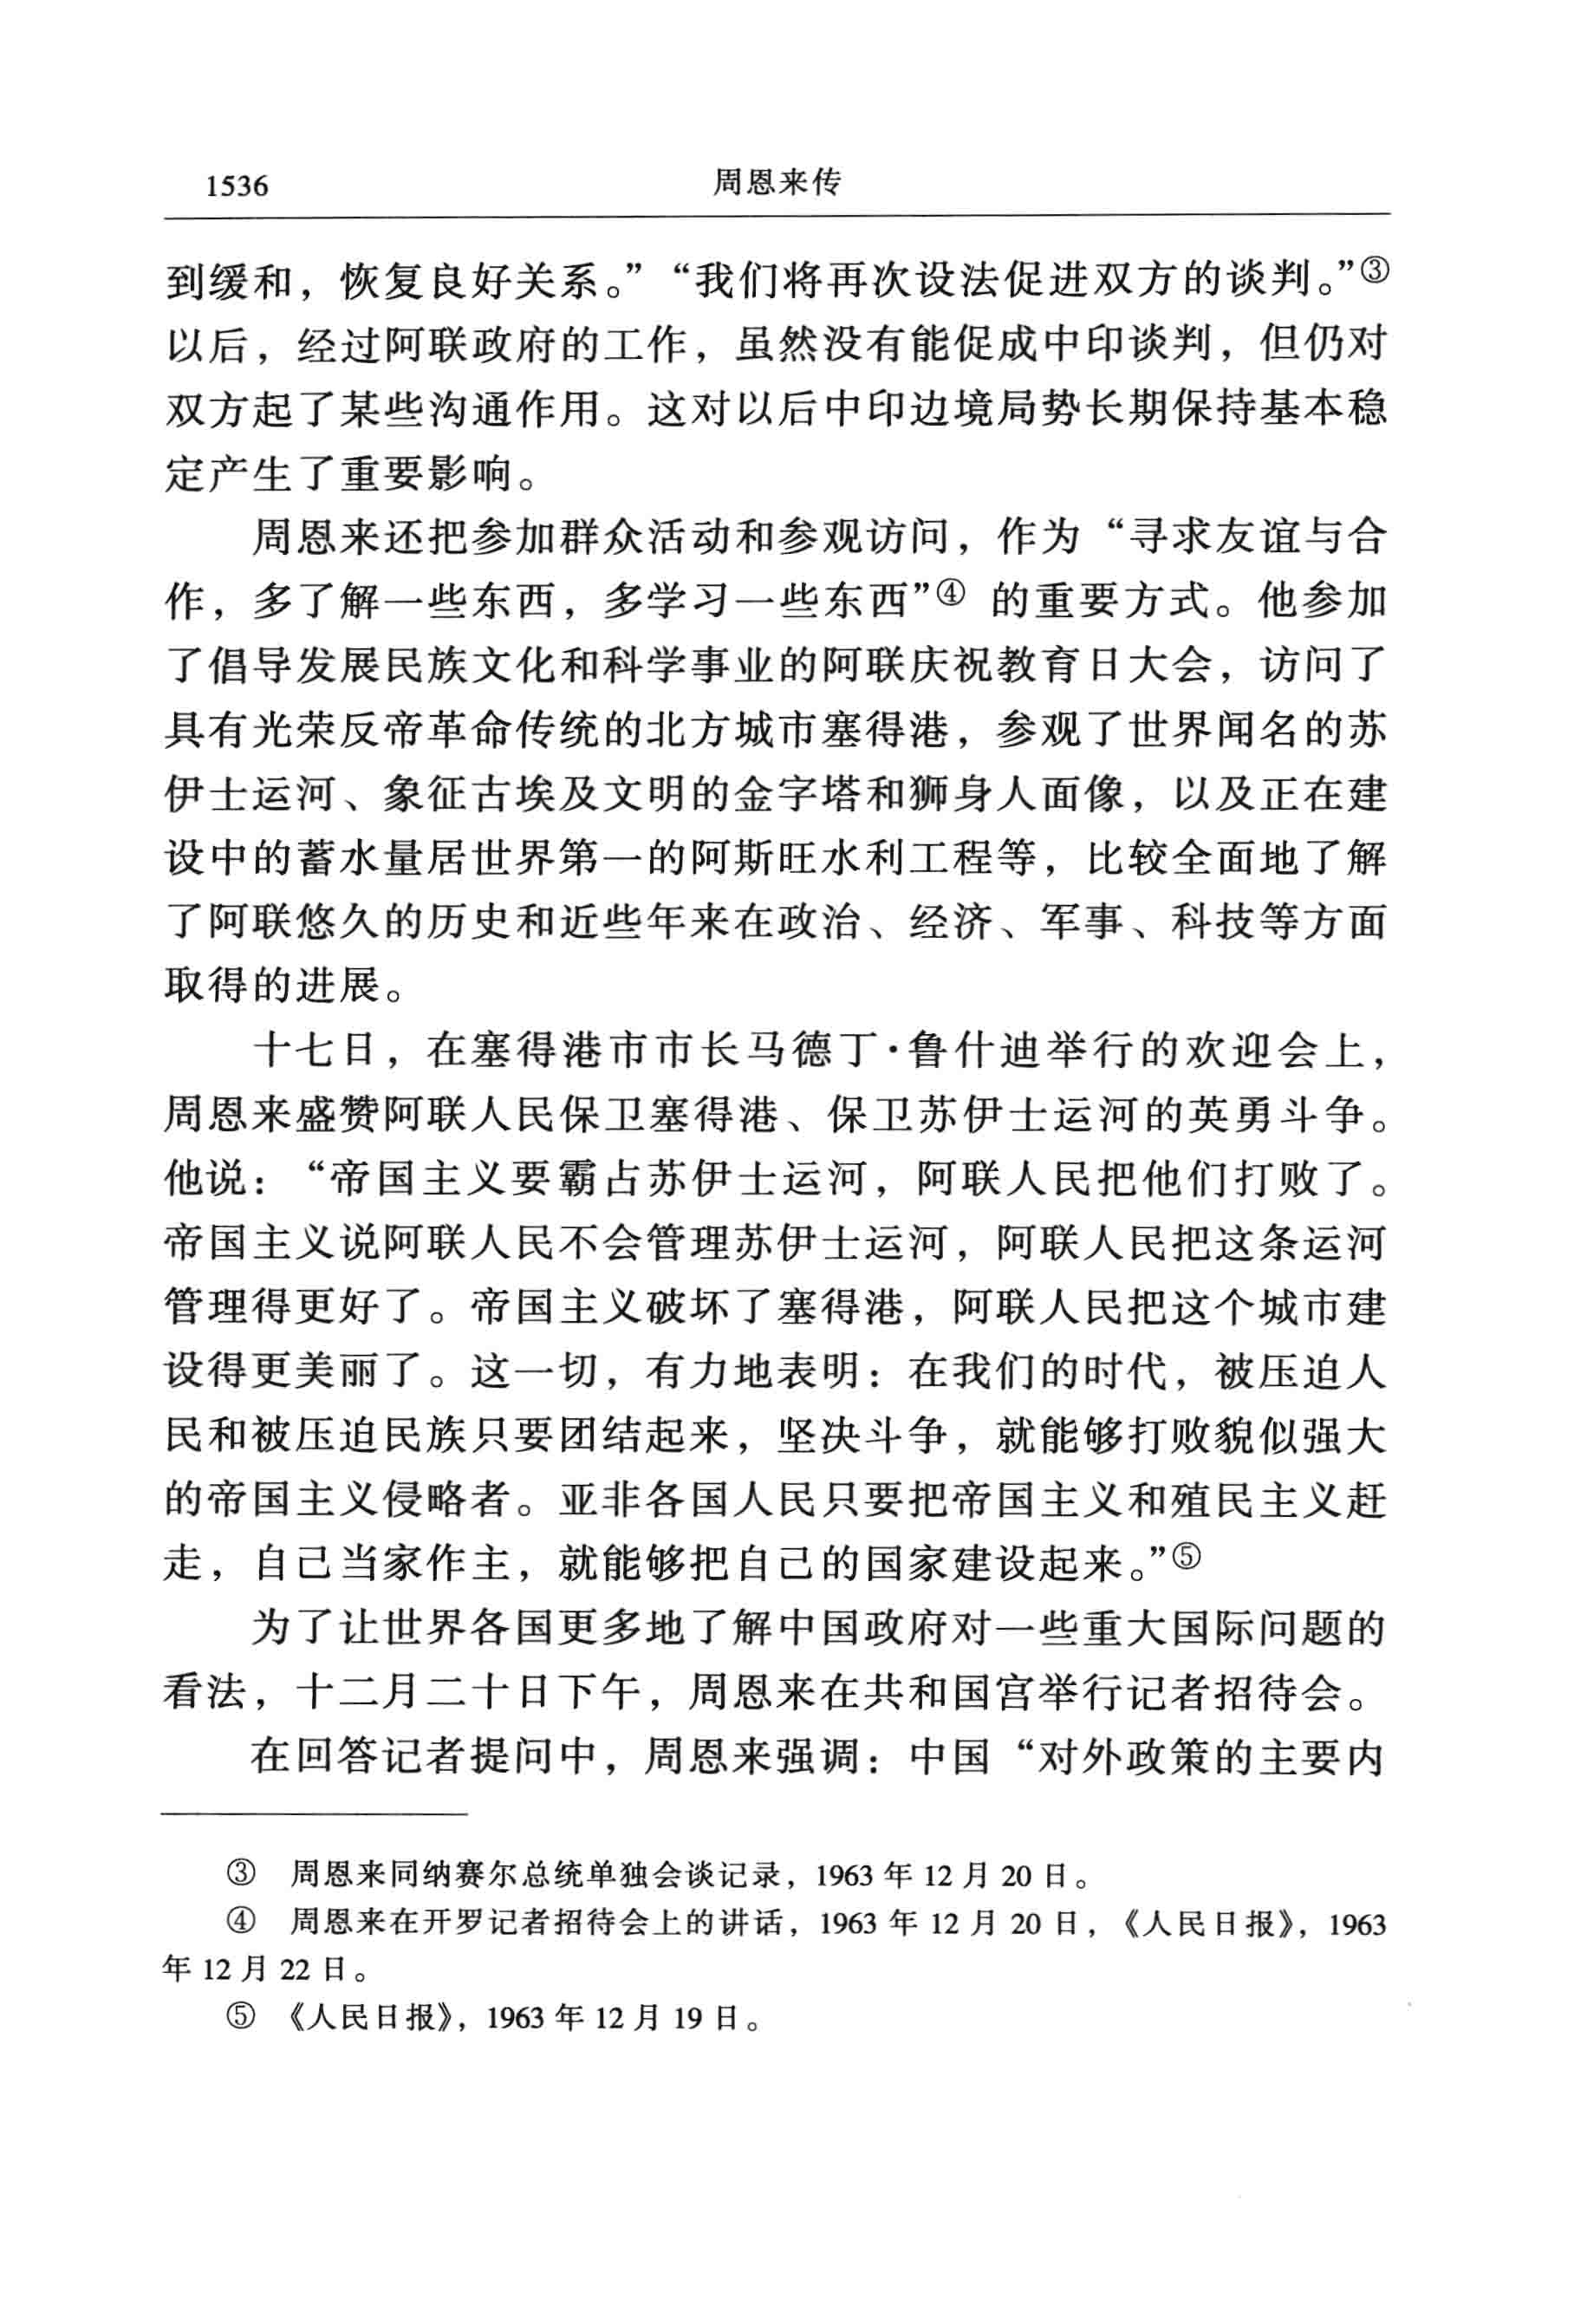 1536 周恩来传
到缓和，恢复良好关系。”“我们将再次设法促进双方的谈判。”③
以后，经过阿联政府的工作，虽然没有能促成中印谈判，但仍对
双方起了某些沟通作用。这对以后中印边境局势长期保持基本稳
定产生了重要影响。
周恩来还把参加群众活动和参观访问，作为“寻求友谊与合
作，多了解一些东西，多学习一些东西”④ 的重要方式。他参加
了倡导发展民族文化和科学事业的阿联庆祝教育日大会，访问了
具有光荣反帝革命传统的北方城市塞得港，参观了世界闻名的苏
伊士运河、象征古埃及文明的金字塔和狮身人面像，以及正在建
设中的蓄水量居世界第一的阿斯旺水利工程等，比较全面地了解
了阿联悠久的历史和近些年来在政治、经济、军事、科技等方面
取得的进展。
十七日，在塞得港市市长马德丁·鲁什迪举行的欢迎会上，
周恩来盛赞阿联人民保卫塞得港、保卫苏伊士运河的英勇斗争。
他说：“帝国主义要霸占苏伊士运河，阿联人民把他们打败了。
帝国主义说阿联人民不会管理苏伊士运河，阿联人民把这条运河
管理得更好了。帝国主义破坏了塞得港，阿联人民把这个城市建
设得更美丽了。这一切，有力地表明：在我们的时代，被压迫人
民和被压迫民族只要团结起来，坚决斗争，就能够打败貌似强大
的帝国主义侵略者。亚非各国人民只要把帝国主义和殖民主义赶
走，自己当家作主，就能够把自己的国家建设起来。”⑤
为了让世界各国更多地了解中国政府对一些重大国际问题的
看法，十二月二十日下午，周恩来在共和国宫举行记者招待会。
在回答记者提问中，周恩来强调：中国“对外政策的主要内
③ 周恩来同纳赛尔总统单独会谈记录，1963 年 12 月 20 日。
④ 周恩来在开罗记者招待会上的讲话，1963 年 12 月 20 日，《人民日报》，1963
年 12 月 22 日。
⑤ 《人民日报》，1963 年 12 月 19 日。